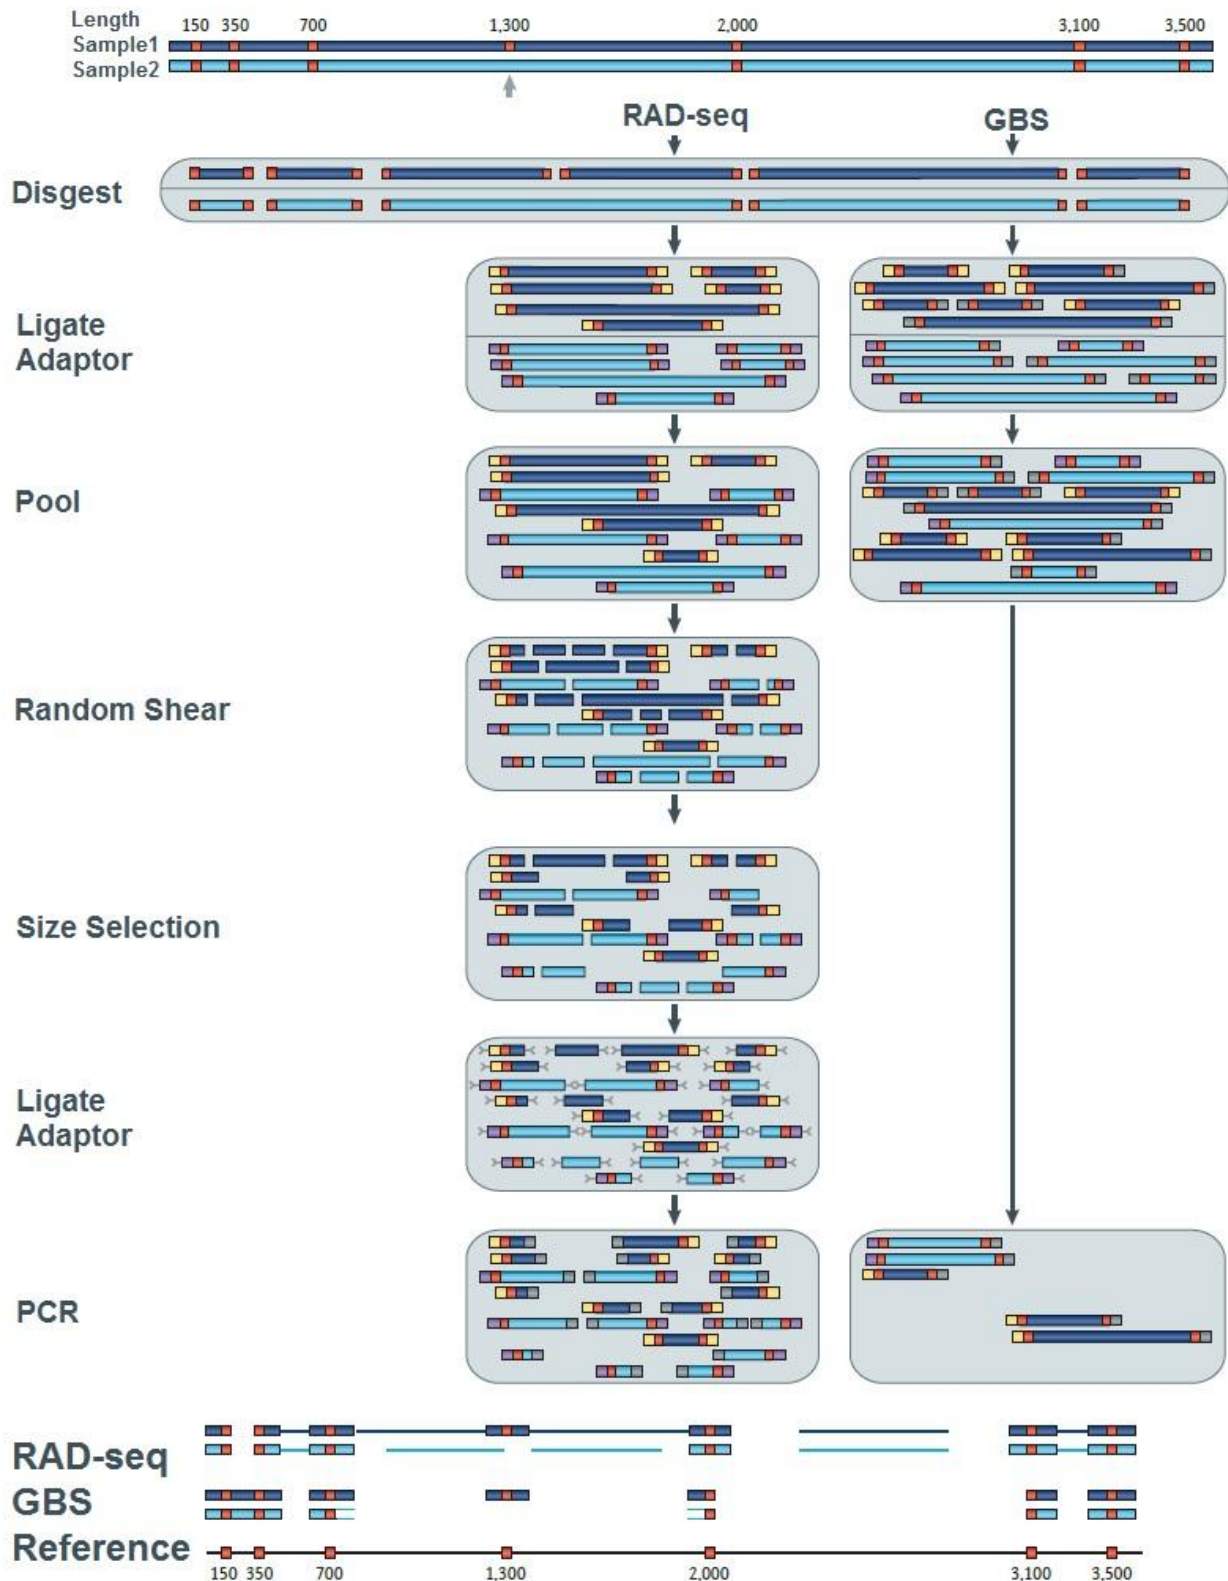 Length 150 350 700 1,300 2,000 3,100 3,500
Sample1
Sample2
RAD-seq GBS
Disgest
Ligate
Adaptor
Pool
Random Shear
Size Selection
Ligate
Adaptor
PCR
RAD-seq
GBS
Reference
150 350 700 1,300 2,000 3,100 3,500